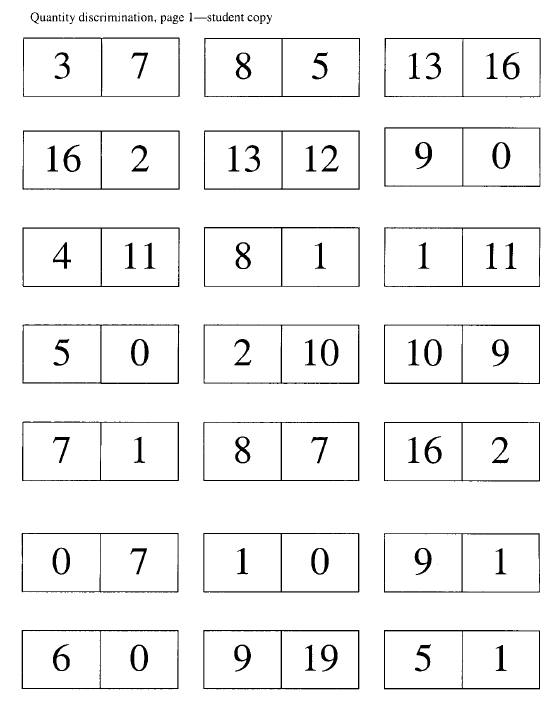 Quantity discrimination, page 1—student copy
3 7 8 5 13 16
16 2 13 12 9 0
4 11 8 1 1 11
5 0 2 10 10 9
7 1 8 7 16 2
0 7 1 0 9 1
6 0 9 19 5 1